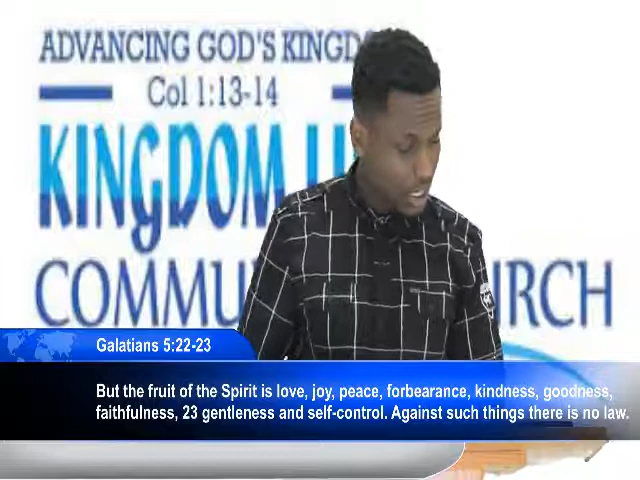 ADVANCING GOD'S KINGDO
Col 1:13-14
KINGDOM LI
COMMU RCH
Galatians 5:22-23
But the fruit of the Spirit is love, joy, peace, forbearance, kindness, goodness,
faithfulness, 23 gentleness and self-control. Against such things there is no law.